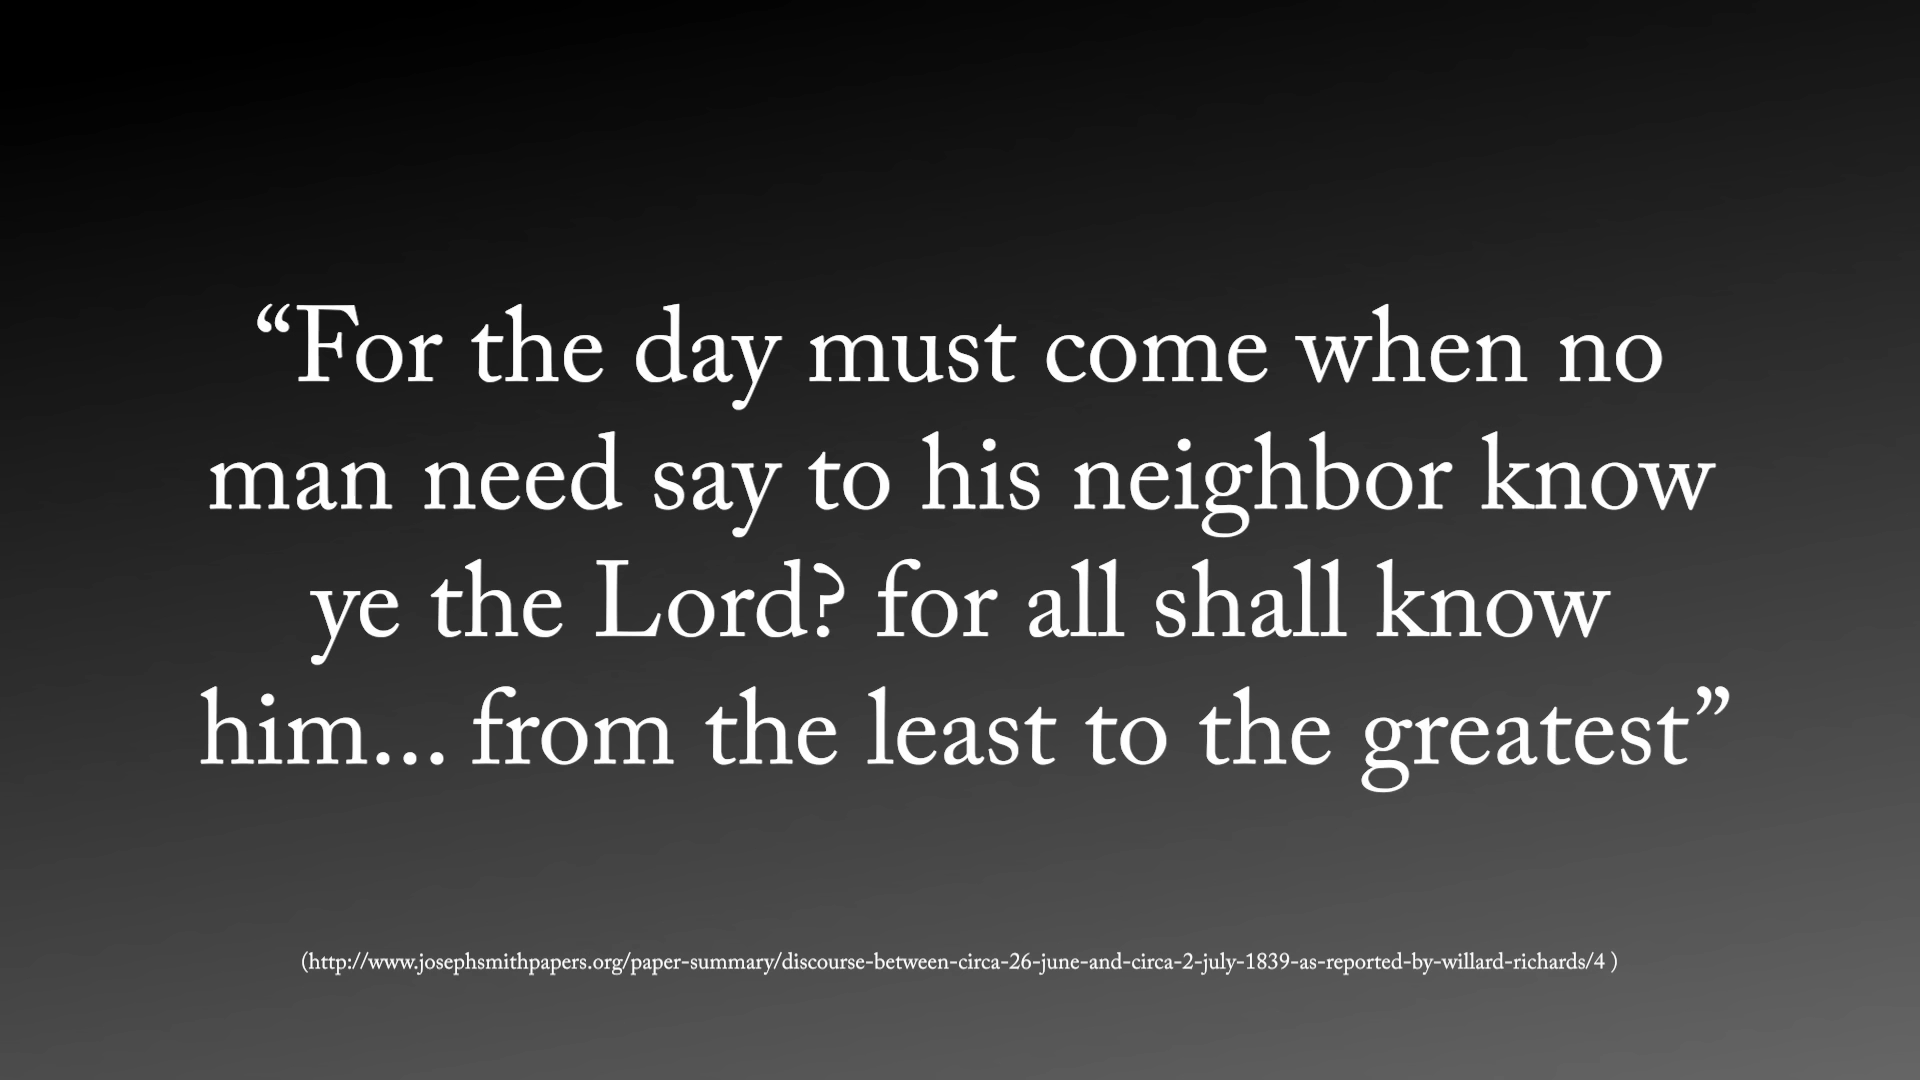 “For the day must come when no
man need say to his neighbor know
ye the Lord? for all shall know
him... from the least to the greatest”
(http://www.josephsmithpapers.org/paper-summary/discourse-between-circa-26-june-and-circa-2-july-1839-as-reported-by-willard-richards/4 )